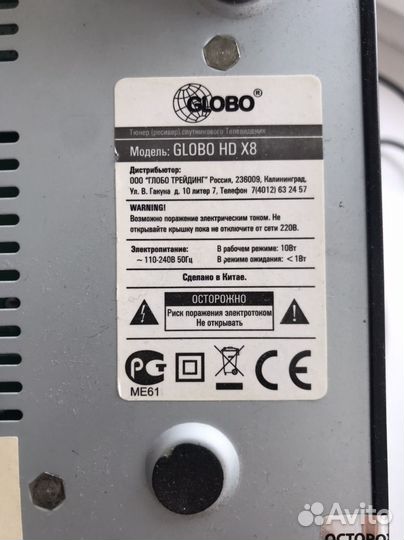 GLOBO®
Тюнер (ресивер) спутникового Телевидения
Модель: GLOBO HD X8
Дистрибьютор:
ООО "ГЛОБО ТРЕЙДИНГ" Россия, 236009, Калининград,
Ул. В. Гакуна д. 10 литер 7, Телефон 7(4012) 63 24 57
WARNING!
Возможно поражение электрическим током. Не
открывайте крышку пока не отключите от сети 220В.
Электропитание: В рабочем режиме: 10Вт
~ 110-240В 50Гц В режиме ожидания: <1Вт
Сделано в Китае.
ОСТОРОЖНО
Риск поражения электротоком
Не открывать
PG CE
ME61
ОСТОРО
Avito